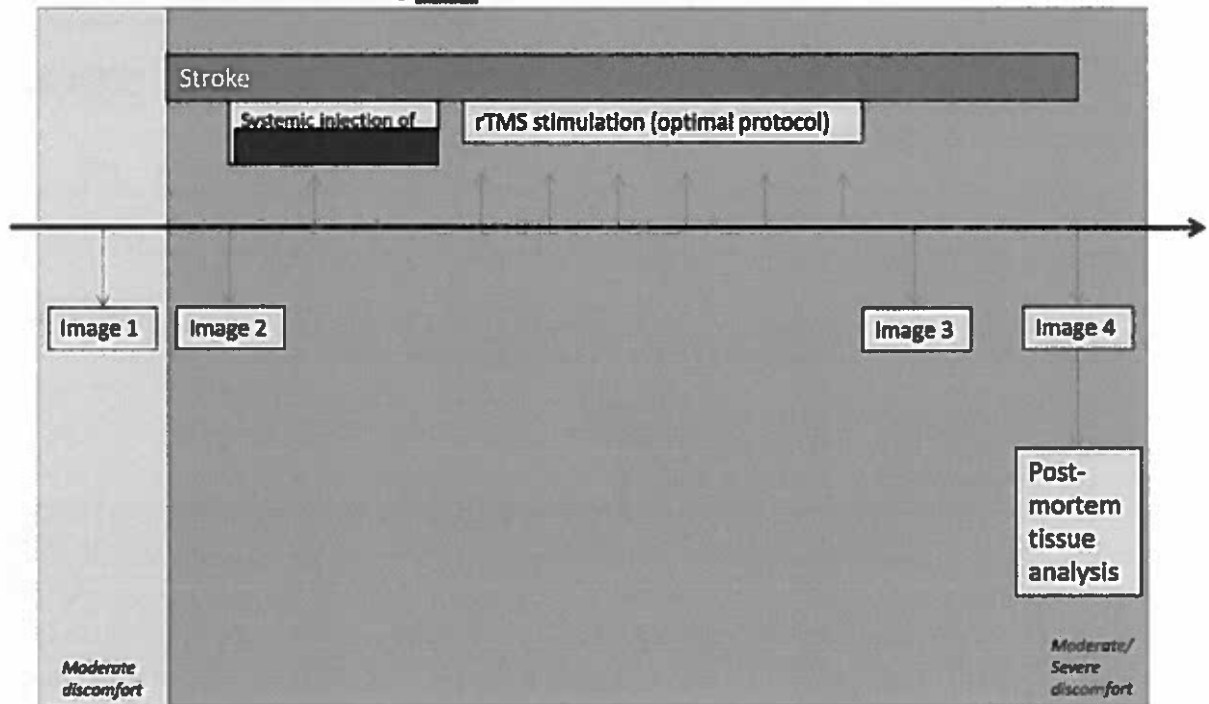 Stroke
Systemic injection of
rTMS stimulation (optimal protocol)
Image 1
Image 2
Image 3
Image 4
Post-
mortem
tissue
analysis
Moderate
discomfort
Moderate/
Severe
discomfort